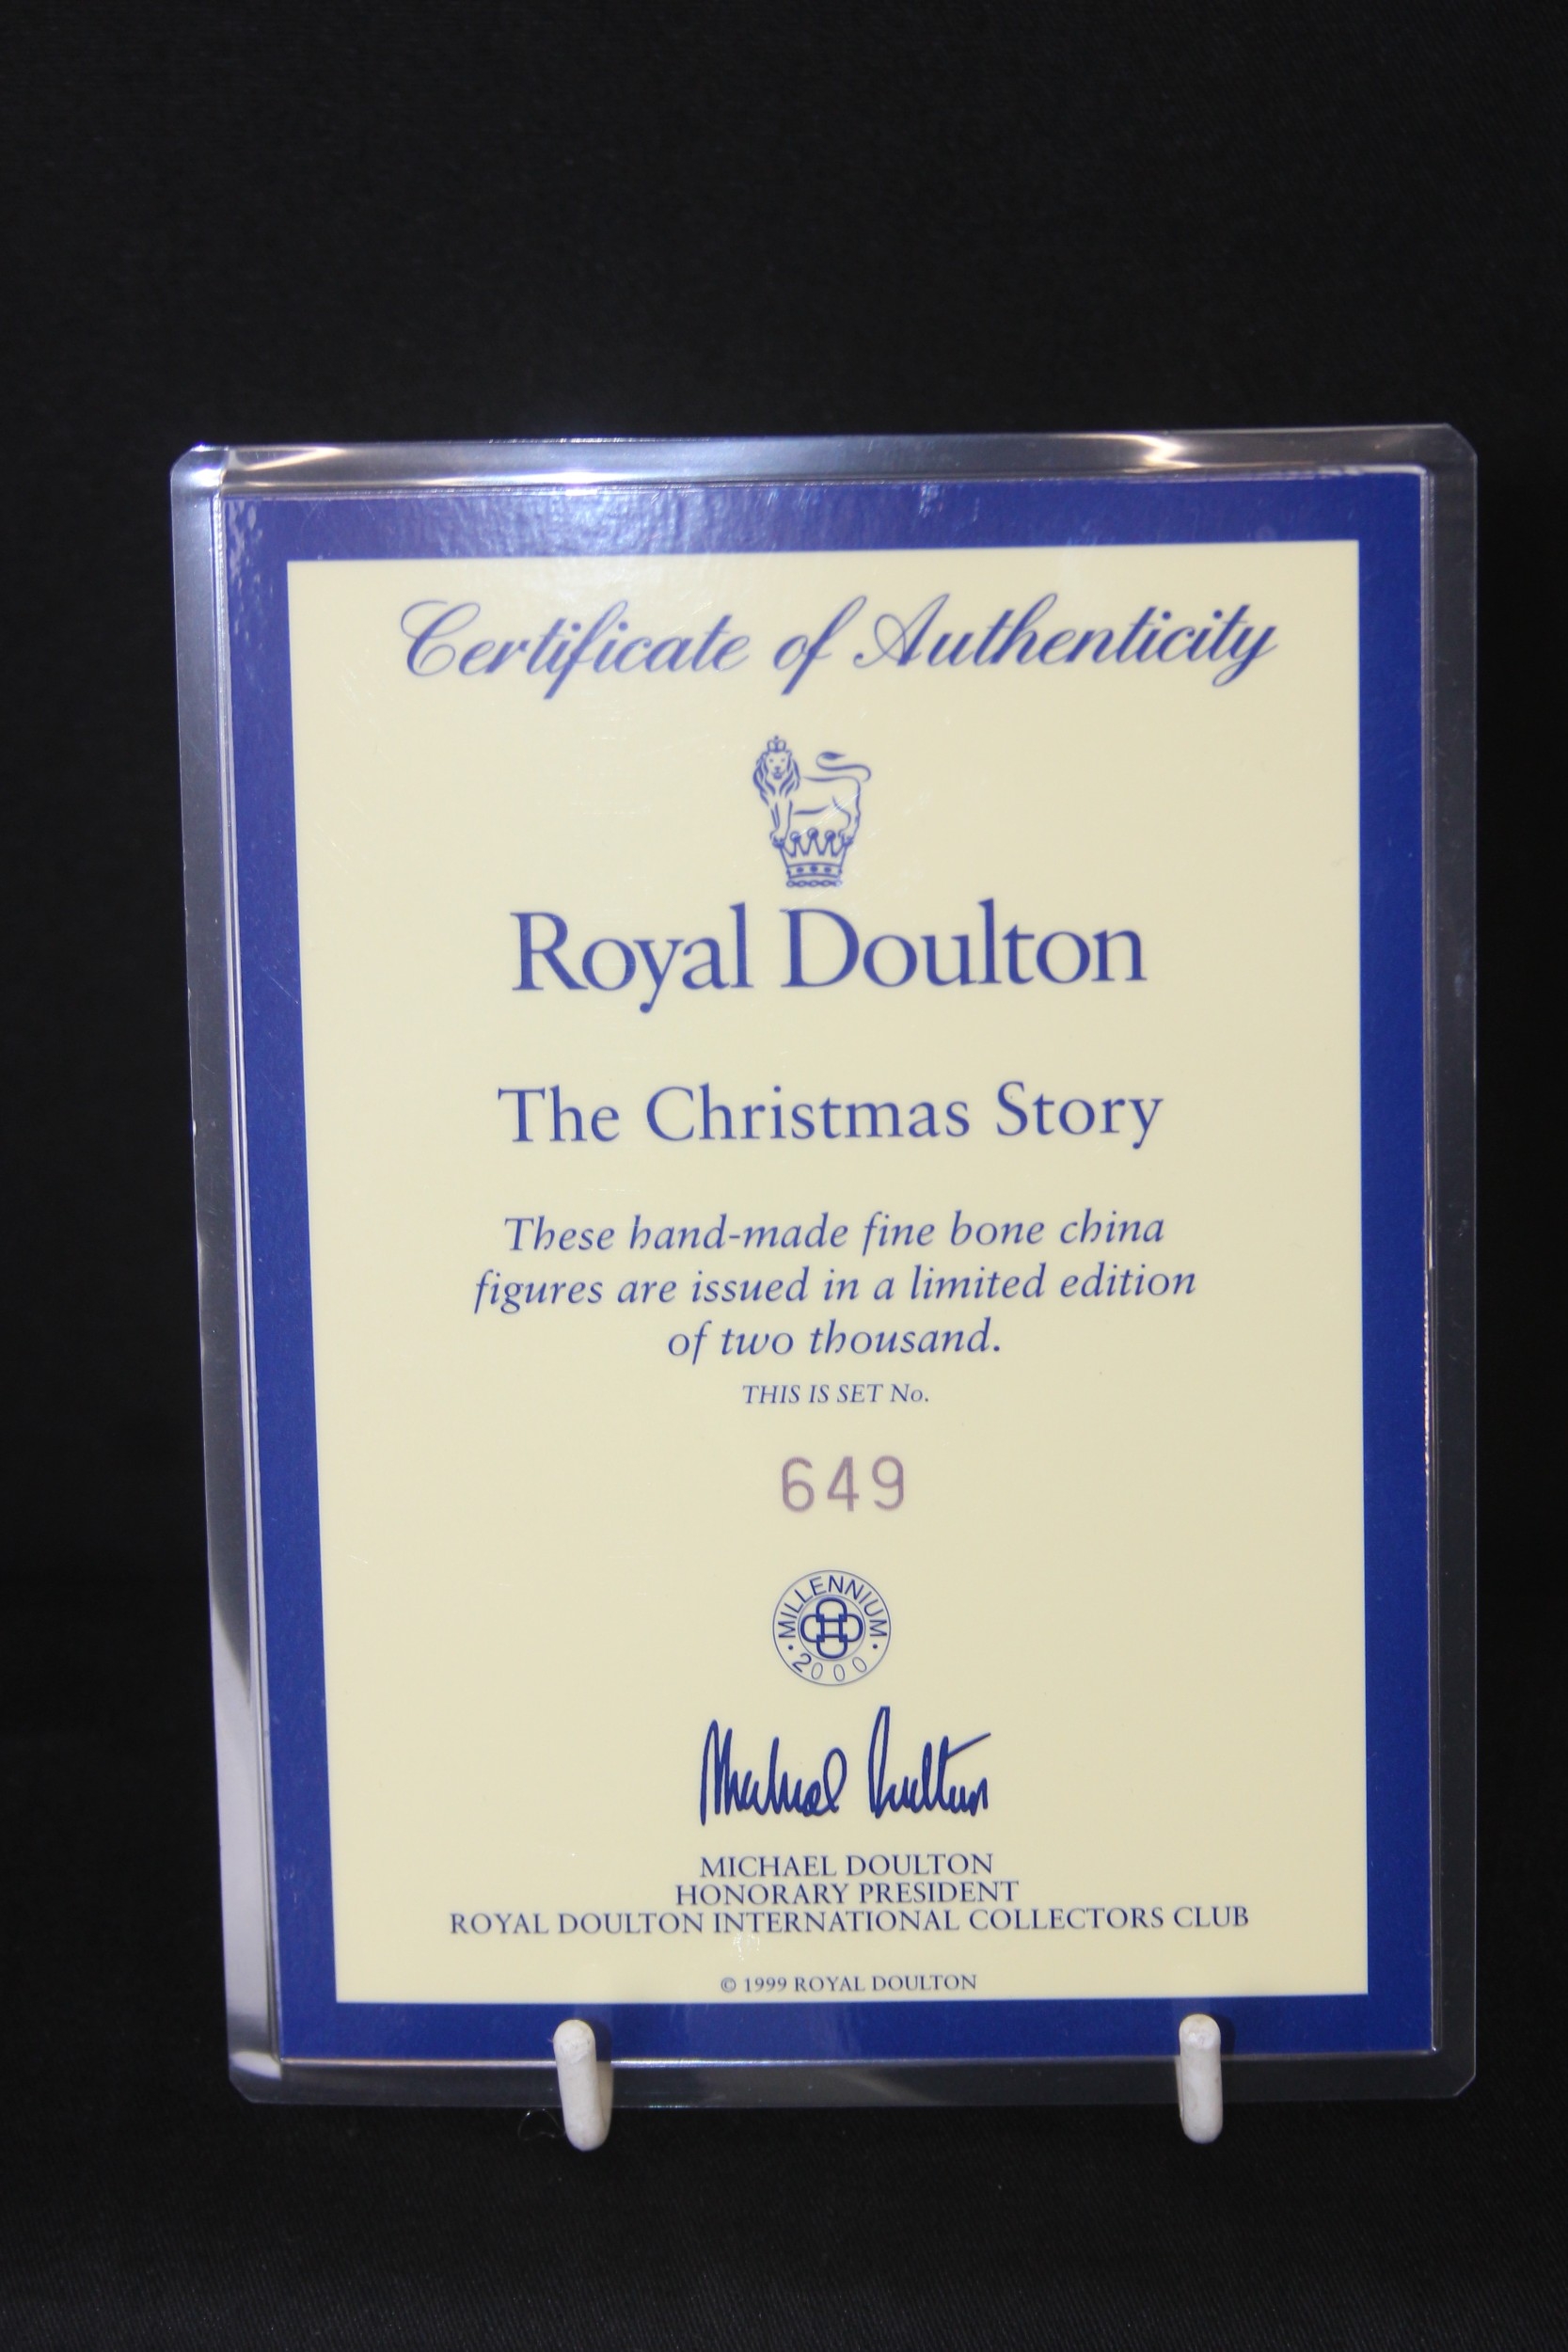 Certificate of Authenticity
Royal Doulton
The Christmas Story
These hand-made fine bone china
figures are issued in a limited edition
of two thousand.
THIS IS SET No.
649
MILLENNIUM
2000
Michael Doulton
MICHAEL DOULTON
HONORARY PRESIDENT
ROYAL DOULTON INTERNATIONAL COLLECTORS CLUB
© 1999 ROYAL DOULTON